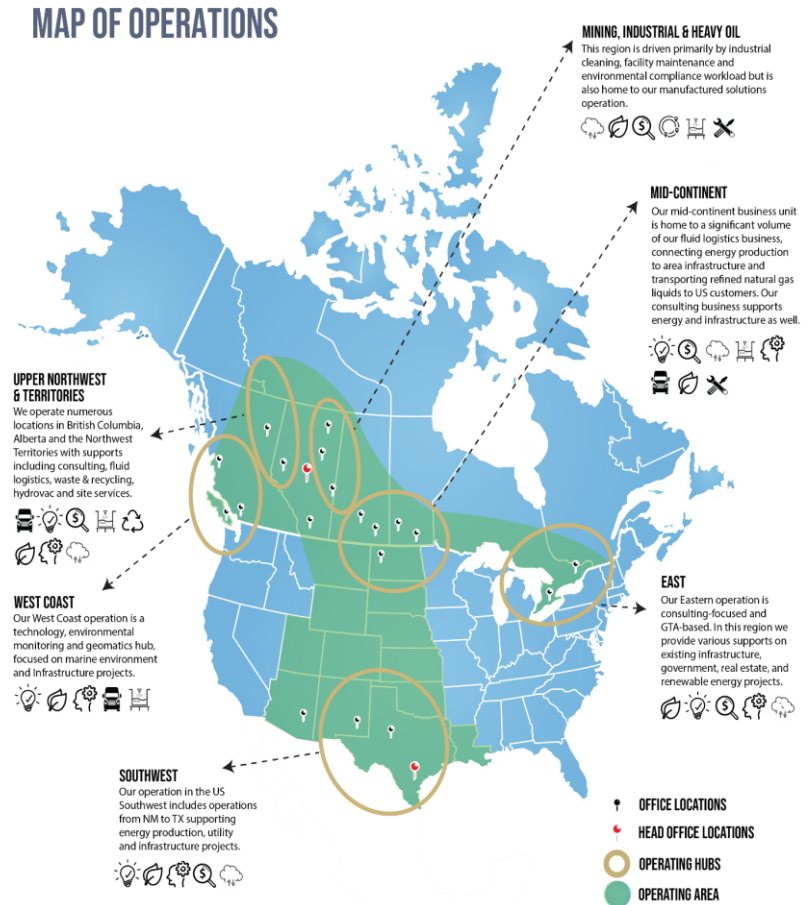 MAP OF OPERATIONS
MINING, INDUSTRIAL & HEAVY OIL
This region is driven primarily by industrial
cleaning, facility maintenance and
environmental compliance workload but is
also home to our manufactured solutions
operation.
MID-CONTINENT
Our mid-continent business unit
is home to a significant volume
of our fluid logistics business,
connecting energy production
to area infrastructure and
transporting refined natural gas
liquids to US customers. Our
consulting business supports
energy and infrastructure as well.
UPPER NORTHWEST
& TERRITORIES
We operate numerous
locations in British Columbia,
Alberta and the Northwest
Territories with supports
including consulting, fluid
logistics, waste & recycling,
hydrovac and site services.
WEST COAST
Our West Coast operation is a
technology, environmental
monitoring and geomatics hub,
focused on marine environment
and Infrastructure projects.
EAST
Our Eastern operation is
consulting-focused and
GTA-based. In this region we
provide various supports on
existing infrastructure,
government, real estate, and
renewable energy projects.
SOUTHWEST
Our operation in the US
Southwest includes operations
from NM to TX supporting
energy production, utility
and infrastructure projects.
OFFICE LOCATIONS
HEAD OFFICE LOCATIONS
OPERATING HUBS
OPERATING AREA